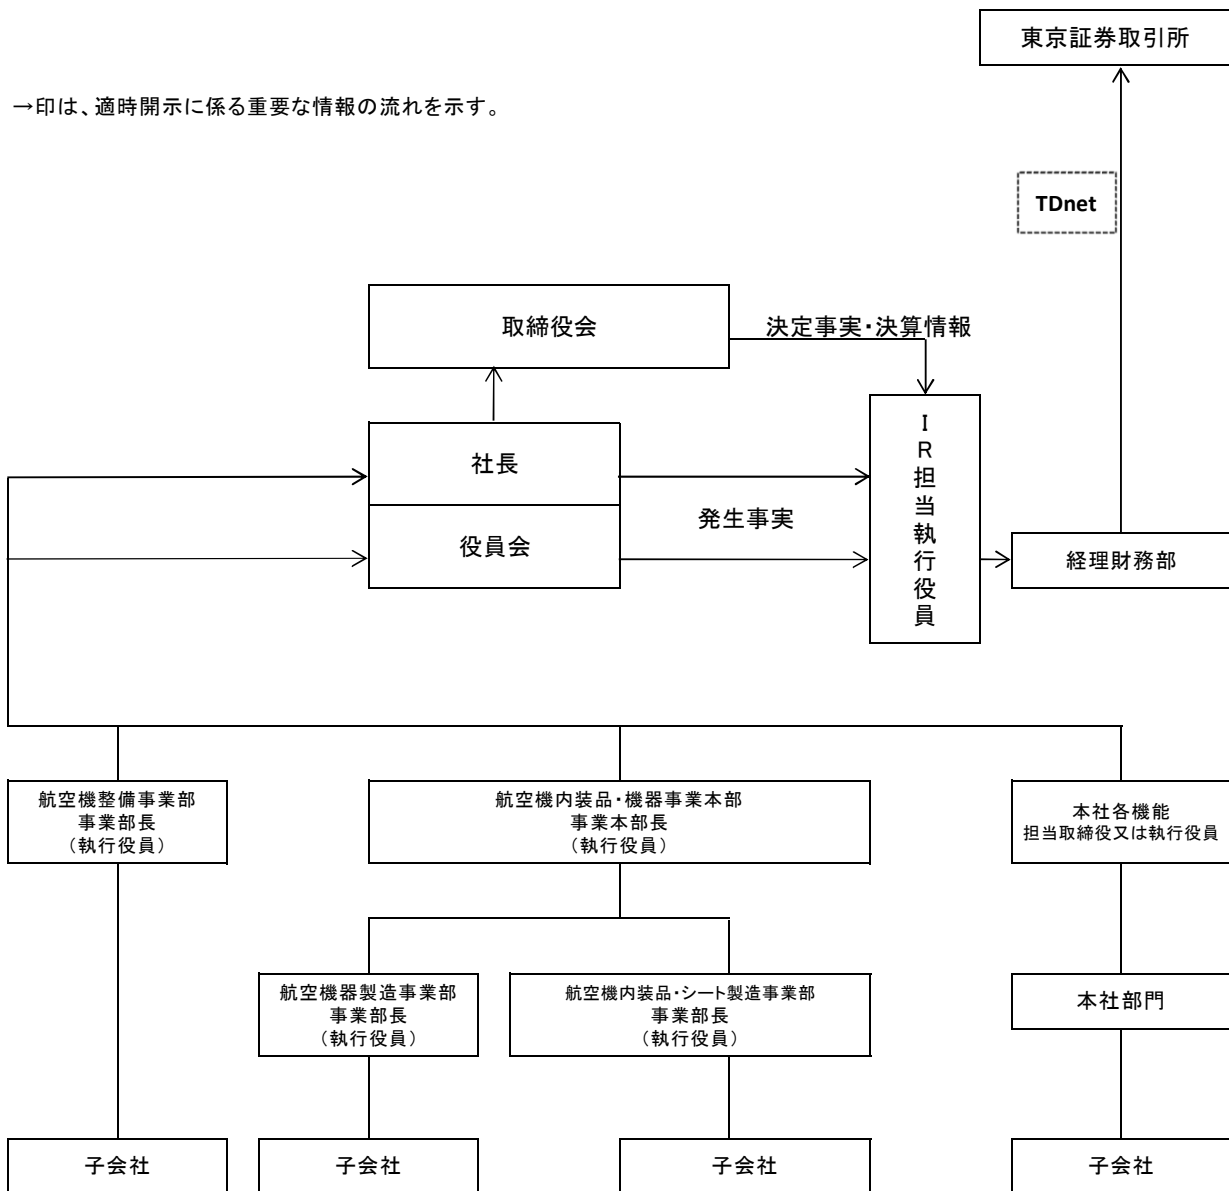 東京証券取引所
→印は、適時開示に係る重要な情報の流れを示す。
TDnet
取締役会
決定事実・決算情報
社長
発生事実
役員会
IR担当執行役員
経理財務部
航空機整備事業部
事業部長
(執行役員)
航空機内装品・機器事業本部
事業本部長
(執行役員)
本社各機能
担当取締役又は執行役員
航空機器製造事業部
事業部長
(執行役員)
航空機内装品・シート製造事業部
事業部長
(執行役員)
本社部門
子会社
子会社
子会社
子会社